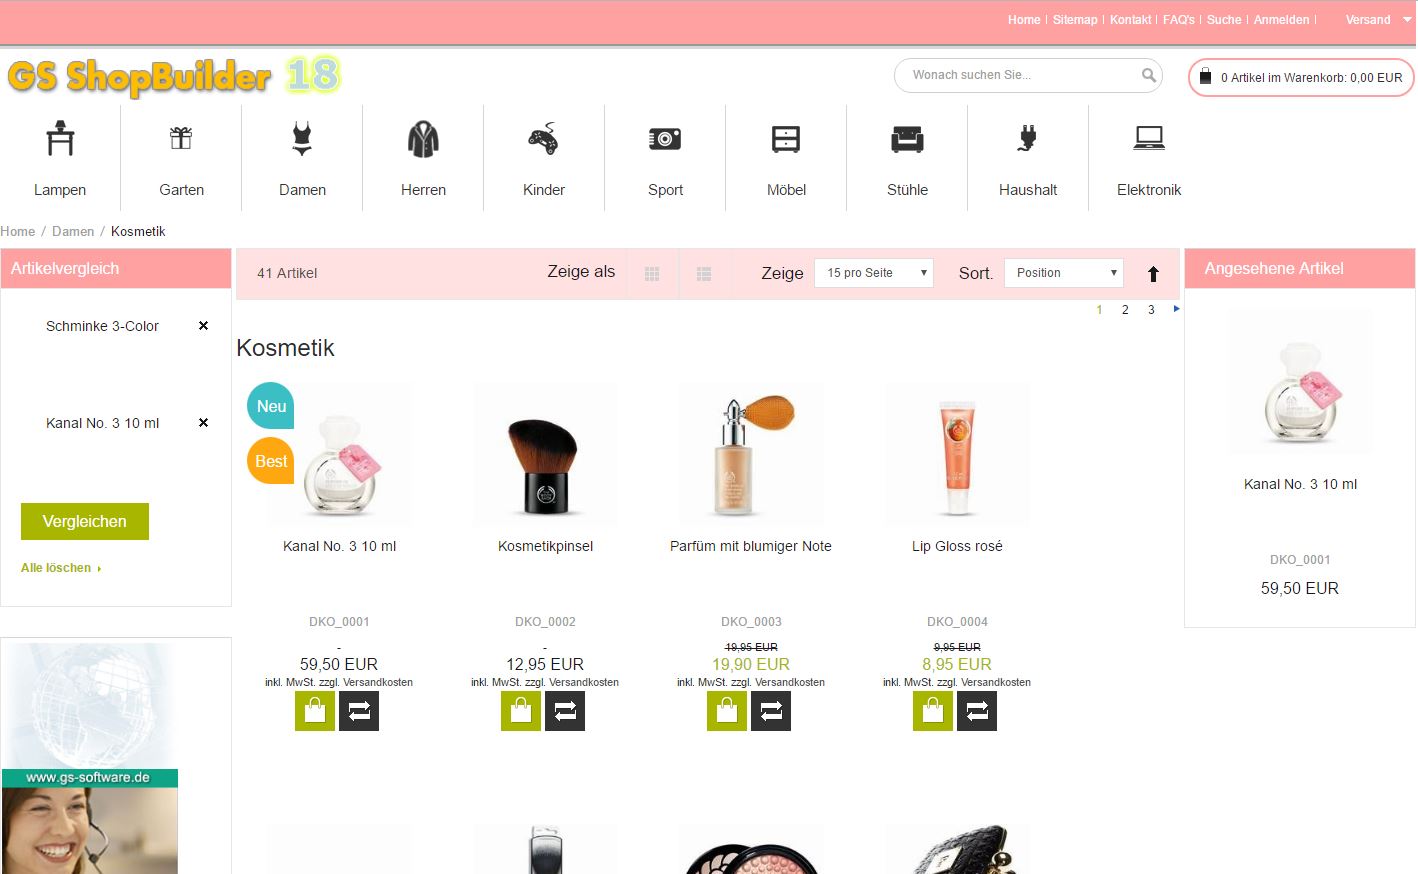 Home | Sitemap | Kontakt | FAQ's | Suche | Anmelden | Versand
GS ShopBuilder 18
Wonach suchen Sie...
0 Artikel im Warenkorb: 0,00 EUR
Lampen
Garten
Damen
Herren
Kinder
Sport
Möbel
Stühle
Haushalt
Elektronik
Home / Damen / Kosmetik
Artikelvergleich
Schminke 3-Color
Kanal No. 3 10 ml
Vergleichen
Alle löschen
www.gs-software.de
41 Artikel
Zeige als
Zeige
15 pro Seite
Sort.
Position
1 2 3
Kosmetik
Neu
Best
Kanal No. 3 10 ml
Kosmetikpinsel
Parfüm mit blumiger Note
Lip Gloss rosé
DKO_0001
DKO_0002
DKO_0003
DKO_0004
-
-
19,95 EUR
9,95 EUR
59,50 EUR
12,95 EUR
19,90 EUR
8,95 EUR
inkl. MwSt. zzgl. Versandkosten
inkl. MwSt. zzgl. Versandkosten
inkl. MwSt. zzgl. Versandkosten
inkl. MwSt. zzgl. Versandkosten
Angesehene Artikel
Kanal No. 3 10 ml
DKO_0001
59,50 EUR